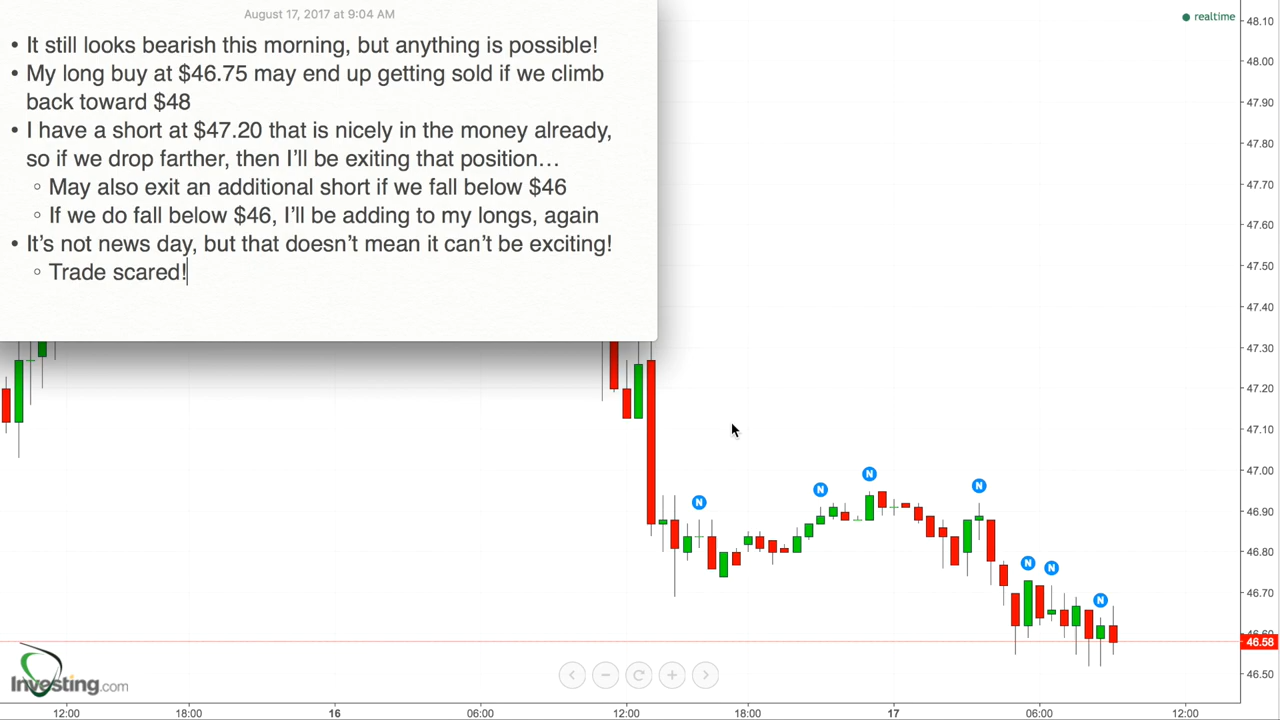 August 17, 2017 at 9:04 AM
• It still looks bearish this morning, but anything is possible!
• My long buy at $46.75 may end up getting sold if we climb
back toward $48
• I have a short at $47.20 that is nicely in the money already,
so if we drop farther, then I’ll be exiting that position…
◦ May also exit an additional short if we fall below $46
◦ If we do fall below $46, I’ll be adding to my longs, again
• It’s not news day, but that doesn’t mean it can’t be exciting!
◦ Trade scared!
realtime
48.10
48.00
47.90
47.80
47.70
47.60
47.50
47.40
47.30
47.20
47.10
47.00
46.90
46.80
46.70
46.60
46.58
46.50
N
N
N
N
N
N
N
Investing.com
12:00 18:00 16 06:00 12:00 18:00 17 06:00 12:00